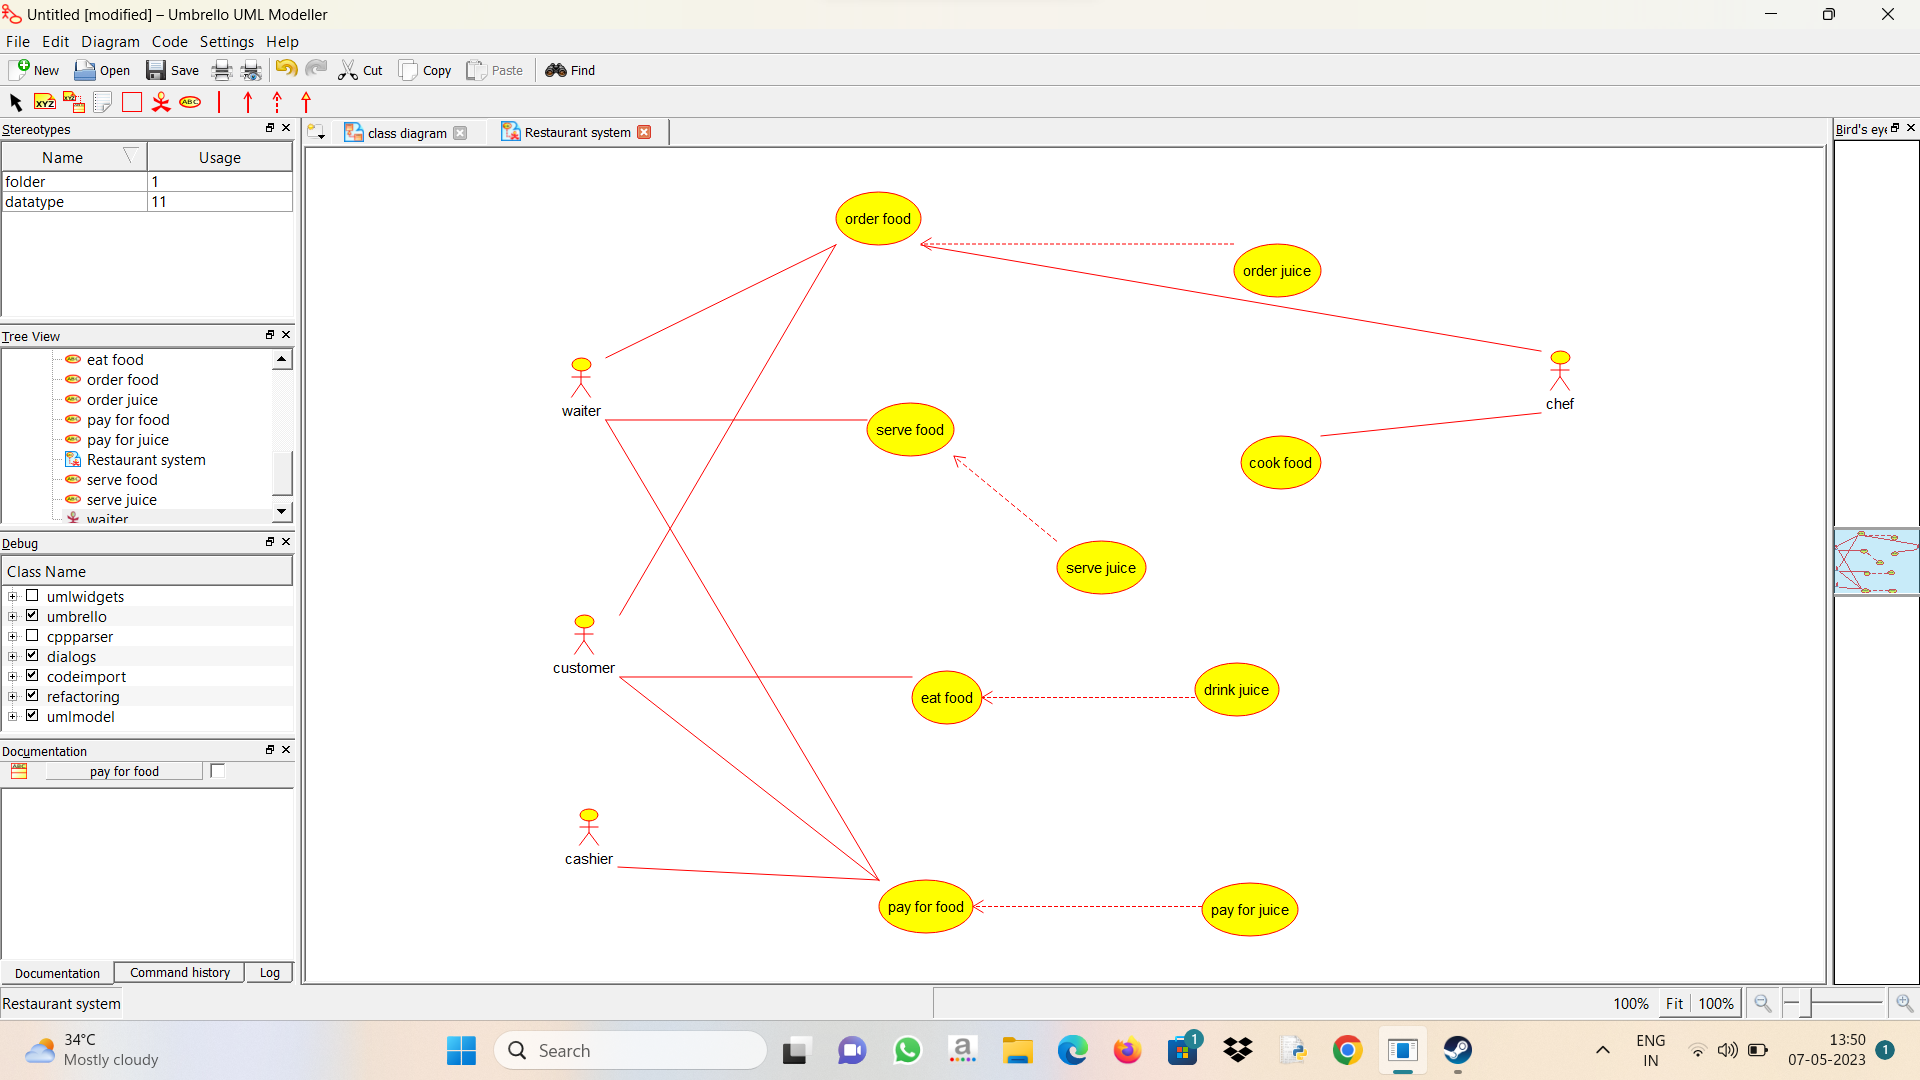 Untitled [modified] – Umbrello UML Modeller
File Edit Diagram Code Settings Help
New Open Save Cut Copy Paste Find
XYZ XYZ ABC
Stereotypes
Name Usage
folder 1
datatype 11
Tree View
eat food
order food
order juice
pay for food
pay for juice
Restaurant system
serve food
serve juice
waiter
Debug
Class Name
umlwidgets
umbrello
cppparser
dialogs
codeimport
refactoring
umlmodel
Documentation
pay for food
Documentation Command history Log
class diagram Restaurant system
order food
order juice
waiter
chef
serve food
cook food
serve juice
customer
eat food
drink juice
cashier
pay for food
pay for juice
Bird's eye
Restaurant system
100% Fit 100%
34°C
Mostly cloudy
Search
1
ENG
IN
13:50
07-05-2023
1